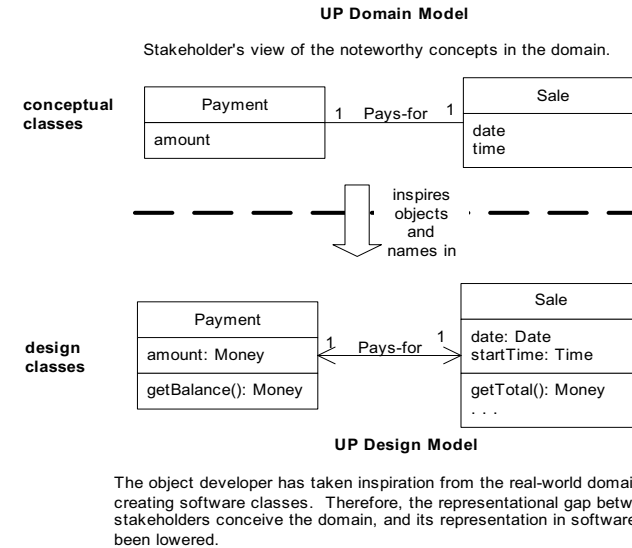 UP Domain Model
Stakeholder's view of the noteworthy concepts in the domain.
conceptual
classes
Payment
amount
1 Pays-for 1
Sale
date
time
inspires
objects
and
names in
design
classes
Payment
amount: Money
getBalance(): Money
1 Pays-for 1
Sale
date: Date
startTime: Time
getTotal(): Money
. . .
UP Design Model
The object developer has taken inspiration from the real-world domai
creating software classes. Therefore, the representational gap betw
stakeholders conceive the domain, and its representation in software
been lowered.